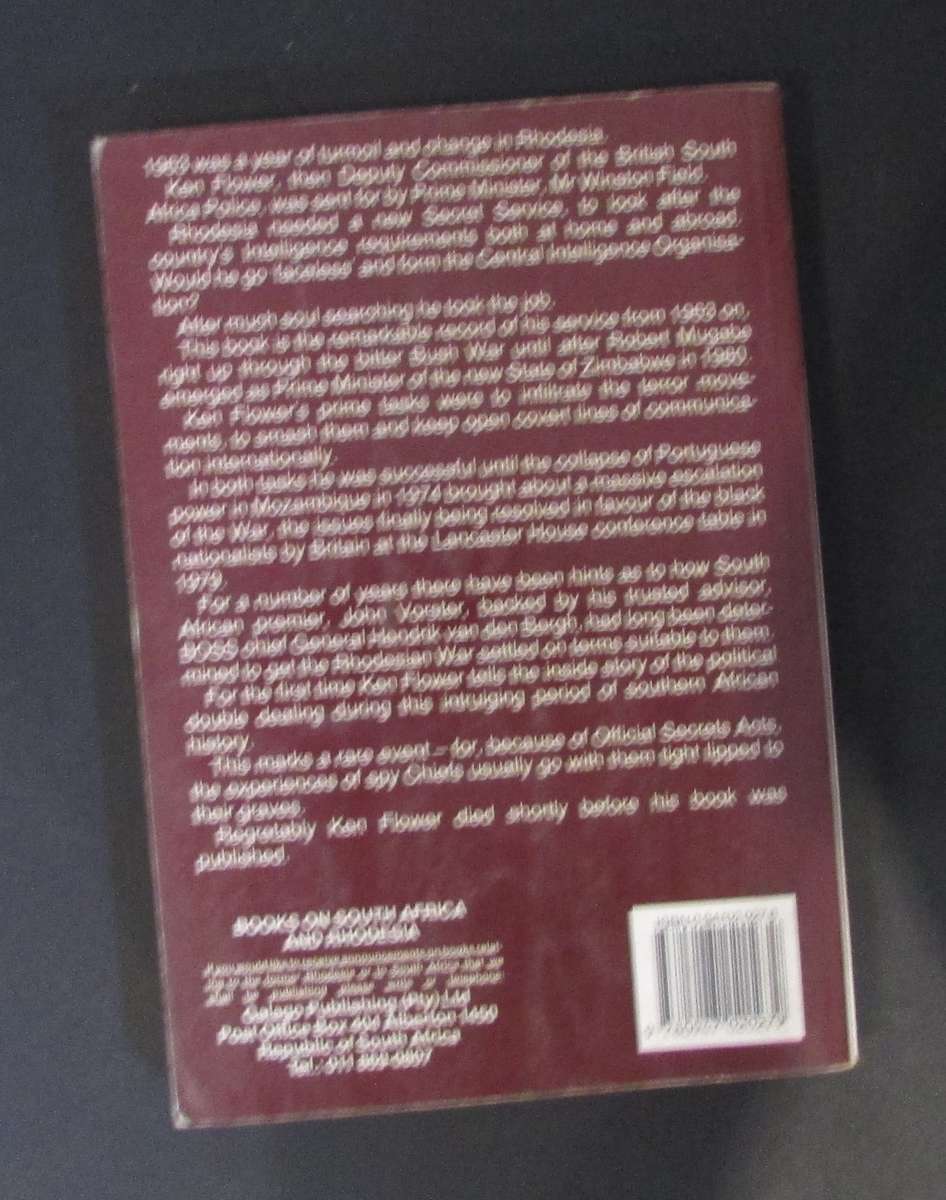 1963 was a year of turmoil and change in Rhodesia.
Ken Flower, then Deputy Commissioner of the British South
Africa Police, was sent for by Prime Minister, Mr Winston Field.
Rhodesia needed a new Secret Service, to look after the
country's intelligence requirements both at home and abroad.
Would he go 'faceless' and form the Central Intelligence Organisa-
tion?
After much soul searching he took the job.
This book is the remarkable record of his service from 1963 on,
right up through the bitter Bush War until after Robert Mugabe
emerged as Prime Minister of the new State of Zimbabwe in 1980.
Ken Flower's prime tasks were to infiltrate the terror move-
ments, to smash them and keep open covert lines of communica-
tion internationally.
In both tasks he was successful until the collapse of Portuguese
power in Mozambique in 1974 brought about a massive escalation
of the War, the issues finally being resolved in favour of the black
nationalists by Britain at the Lancaster House conference table in
1979.
For a number of years there have been hints as to how South
African premier, John Vorster, backed by his trusted advisor,
BOSS chief General Hendrik van den Bergh, had long been deter-
mined to get the Rhodesian War settled on terms suitable to them.
For the first time Ken Flower tells the inside story of the political
double dealing during this intruiging period of southern African
history.
This marks a rare event – for, because of Official Secrets Acts,
the experiences of spy Chiefs usually go with them tight lipped to
their graves.
Regretably Ken Flower died shortly before his book was
published.
BOOKS ON SOUTH AFRICA
AND RHODESIA
Galago Publishing (Pty) Ltd
Post Office Box 404 Alberton 1450
Republic of South Africa